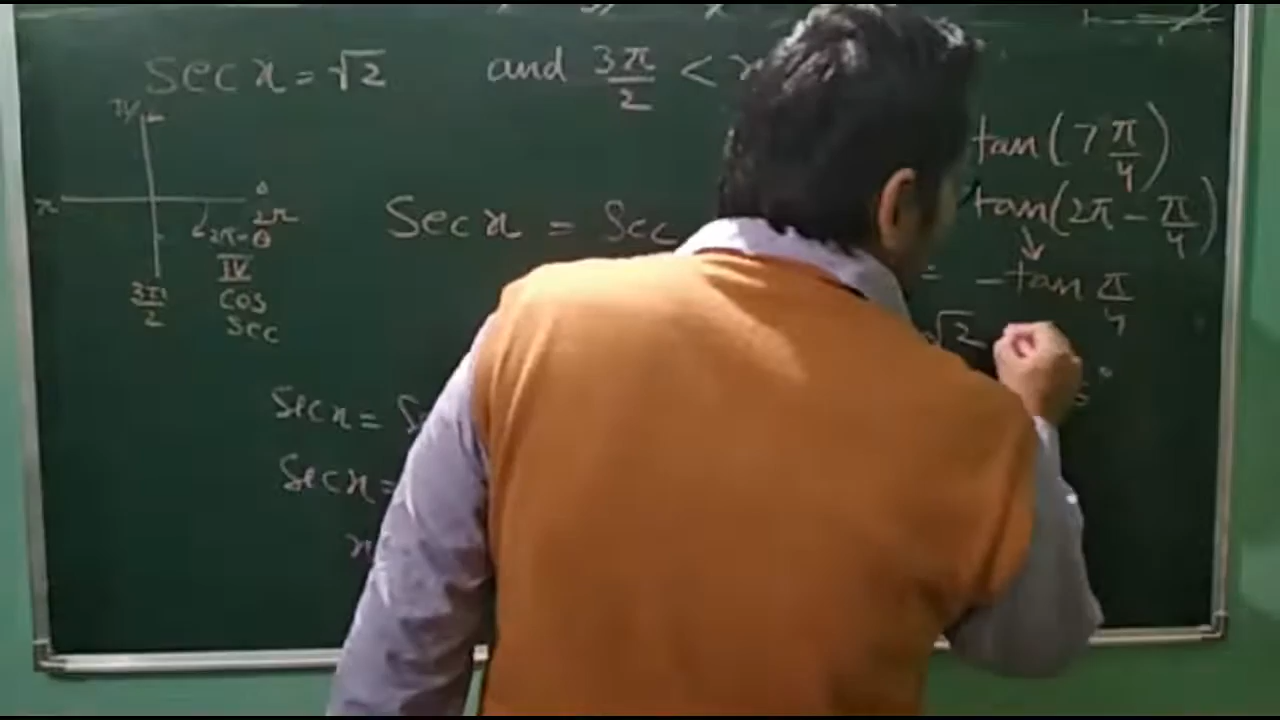 sec x = √2 and 3π/2 <
tan(7π/4)
π
2π
2π - θ
tan(2π - π/4)
sec x = sec
IV
3π/2
cos
= - tan π/4
sec
√2
sec x =
sec x =
x